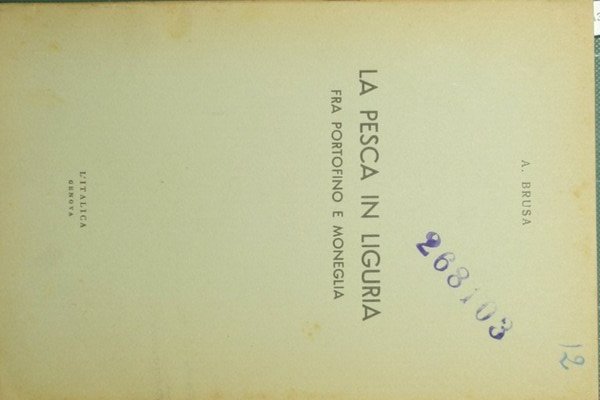 A. BRUSA
LA PESCA IN LIGURIA
FRA PORTOFINO E MONEGLIA
268103
12
L'ITALICA
GENOVA